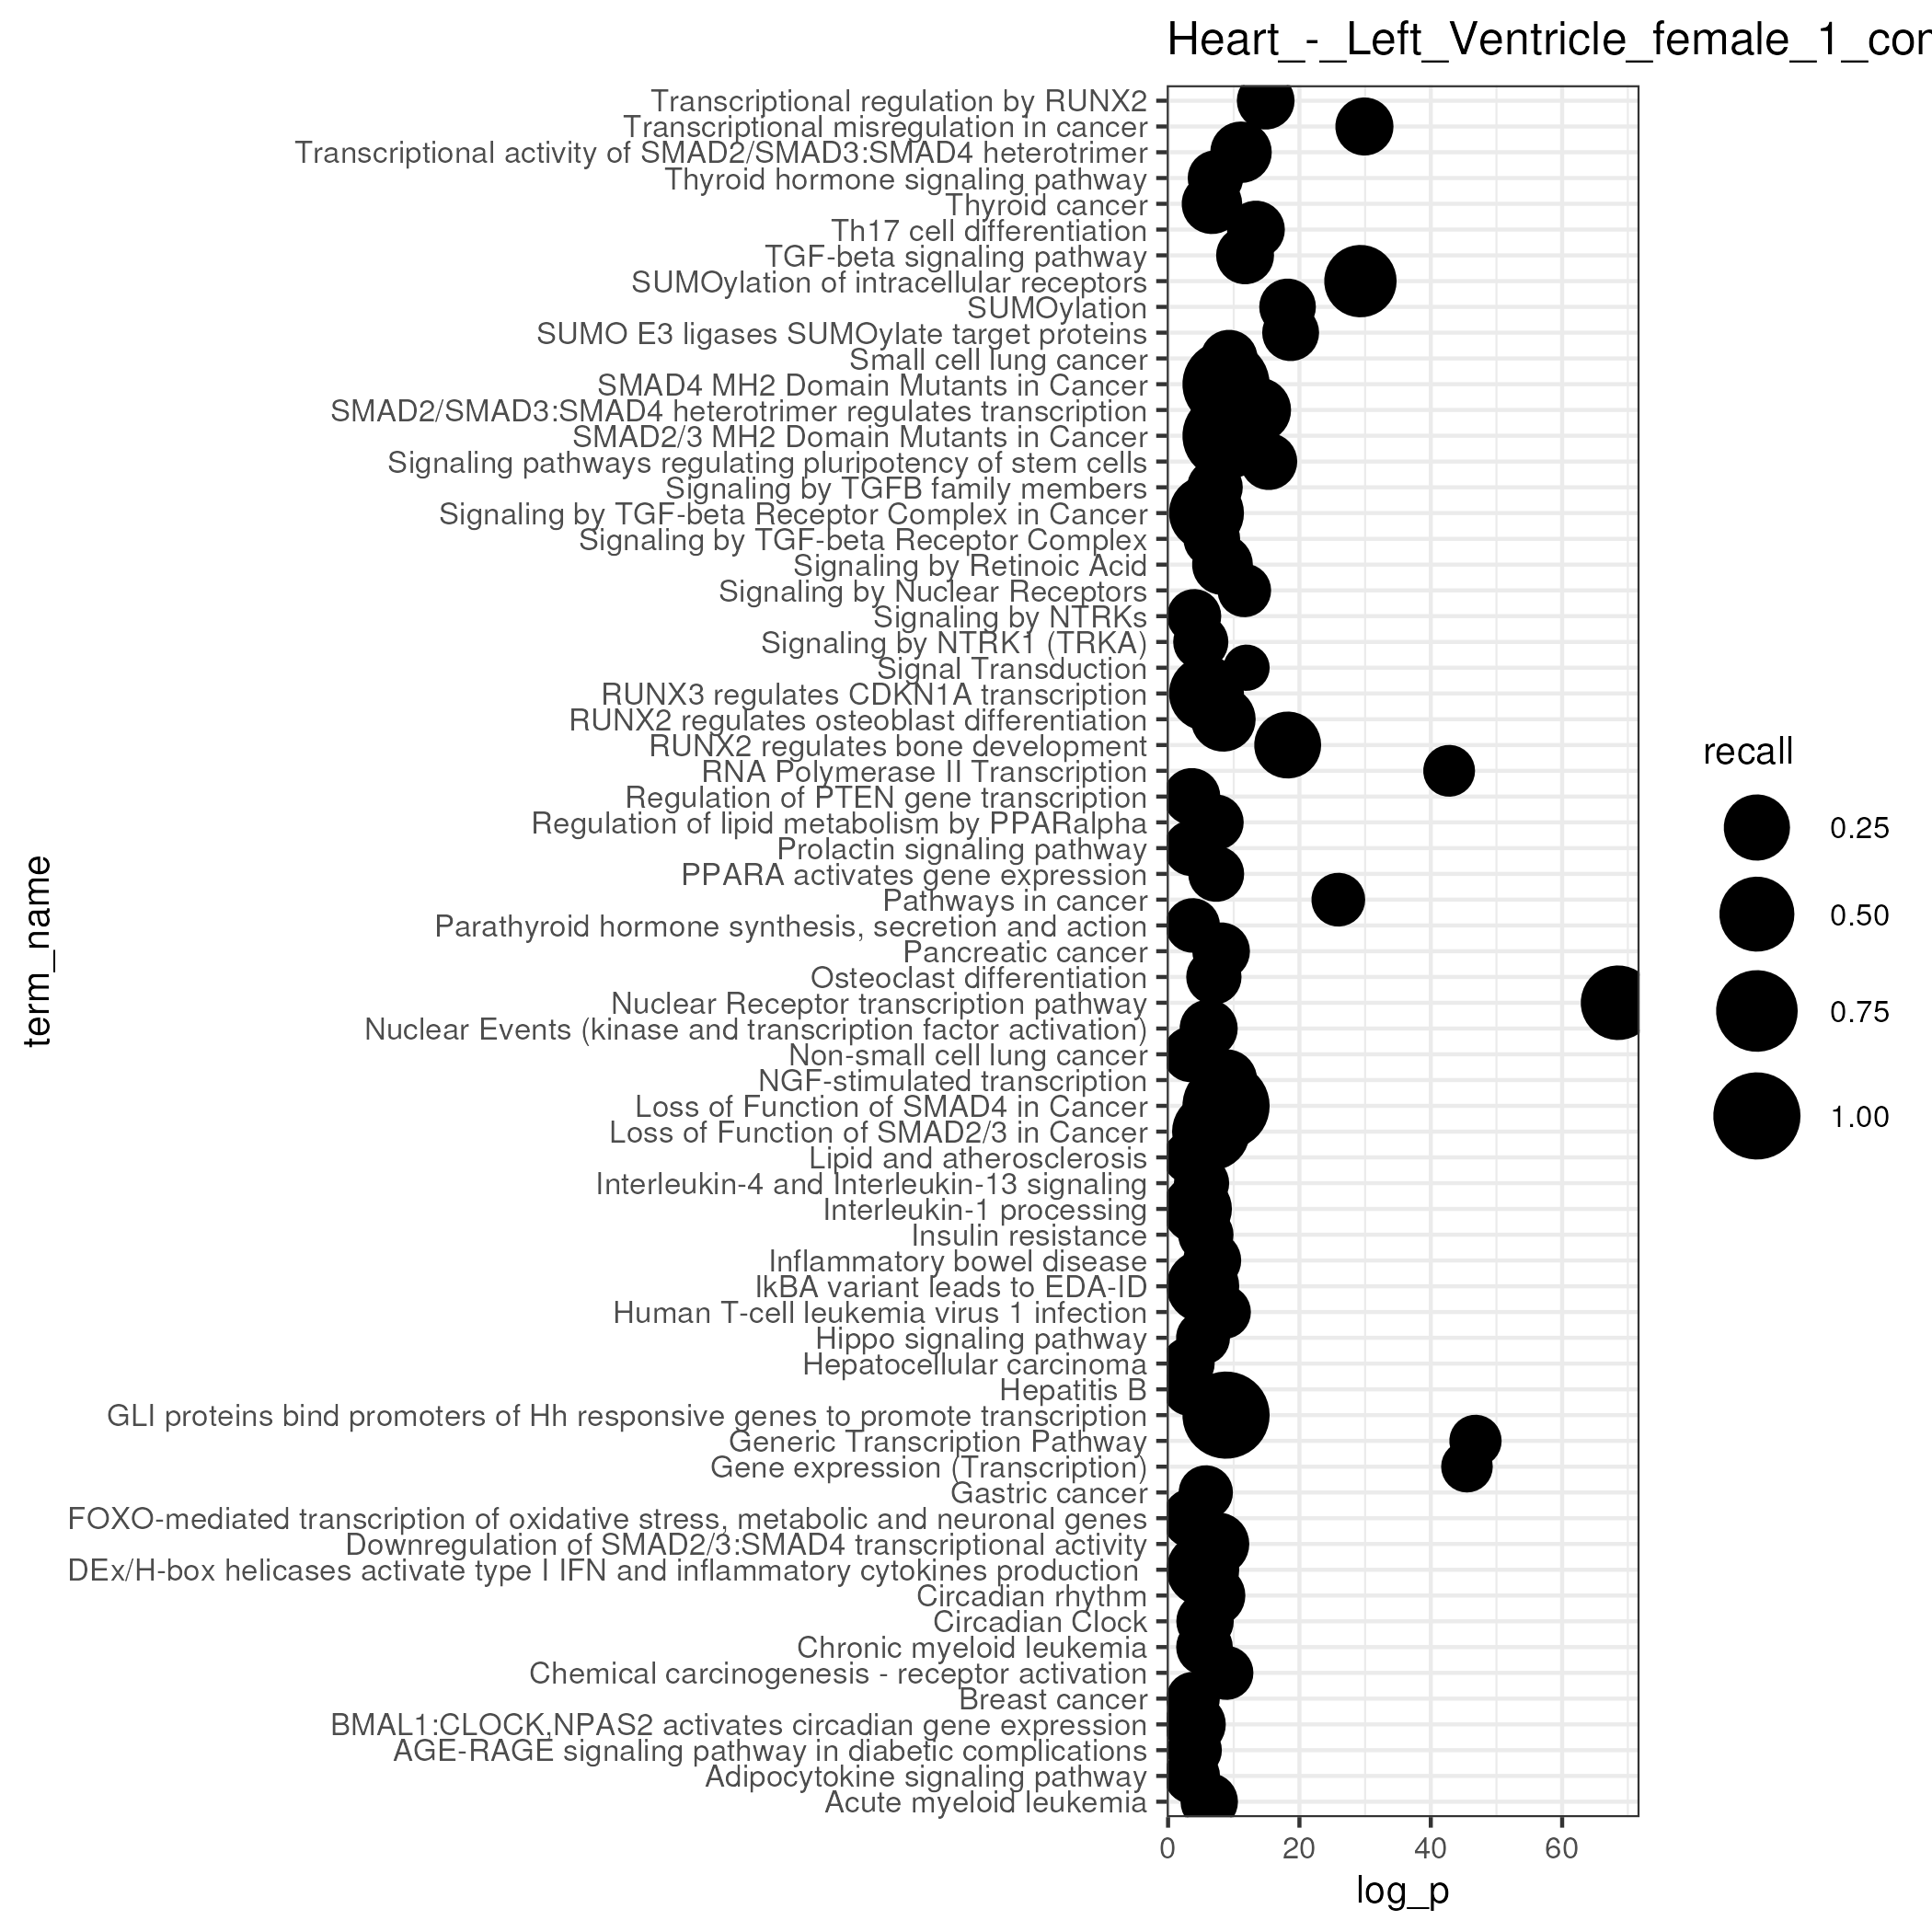 Heart_-_Left_Ventricle_female_1_cor
Transcriptional regulation by RUNX2
Transcriptional misregulation in cancer
Transcriptional activity of SMAD2/SMAD3:SMAD4 heterotrimer
Thyroid hormone signaling pathway
Thyroid cancer
Th17 cell differentiation
TGF-beta signaling pathway
SUMOylation of intracellular receptors
SUMOylation
SUMO E3 ligases SUMOylate target proteins
Small cell lung cancer
SMAD4 MH2 Domain Mutants in Cancer
SMAD2/SMAD3:SMAD4 heterotrimer regulates transcription
SMAD2/3 MH2 Domain Mutants in Cancer
Signaling pathways regulating pluripotency of stem cells
Signaling by TGFB family members
Signaling by TGF-beta Receptor Complex in Cancer
Signaling by TGF-beta Receptor Complex
Signaling by Retinoic Acid
Signaling by Nuclear Receptors
Signaling by NTRKs
Signaling by NTRK1 (TRKA)
Signal Transduction
RUNX3 regulates CDKN1A transcription
RUNX2 regulates osteoblast differentiation
RUNX2 regulates bone development
RNA Polymerase II Transcription
Regulation of PTEN gene transcription
Regulation of lipid metabolism by PPARalpha
Prolactin signaling pathway
PPARA activates gene expression
Pathways in cancer
Parathyroid hormone synthesis, secretion and action
Pancreatic cancer
Osteoclast differentiation
Nuclear Receptor transcription pathway
Nuclear Events (kinase and transcription factor activation)
Non-small cell lung cancer
NGF-stimulated transcription
Loss of Function of SMAD4 in Cancer
Loss of Function of SMAD2/3 in Cancer
Lipid and atherosclerosis
Interleukin-4 and Interleukin-13 signaling
Interleukin-1 processing
Insulin resistance
Inflammatory bowel disease
IkBA variant leads to EDA-ID
Human T-cell leukemia virus 1 infection
Hippo signaling pathway
Hepatocellular carcinoma
Hepatitis B
GLI proteins bind promoters of Hh responsive genes to promote transcription
Generic Transcription Pathway
Gene expression (Transcription)
Gastric cancer
FOXO-mediated transcription of oxidative stress, metabolic and neuronal genes
Downregulation of SMAD2/3:SMAD4 transcriptional activity
DEx/H-box helicases activate type I IFN and inflammatory cytokines production
Circadian rhythm
Circadian Clock
Chronic myeloid leukemia
Chemical carcinogenesis - receptor activation
Breast cancer
BMAL1:CLOCK,NPAS2 activates circadian gene expression
AGE-RAGE signaling pathway in diabetic complications
Adipocytokine signaling pathway
Acute myeloid leukemia
0 20 40 60
log_p
term_name
recall
0.25
0.50
0.75
1.00